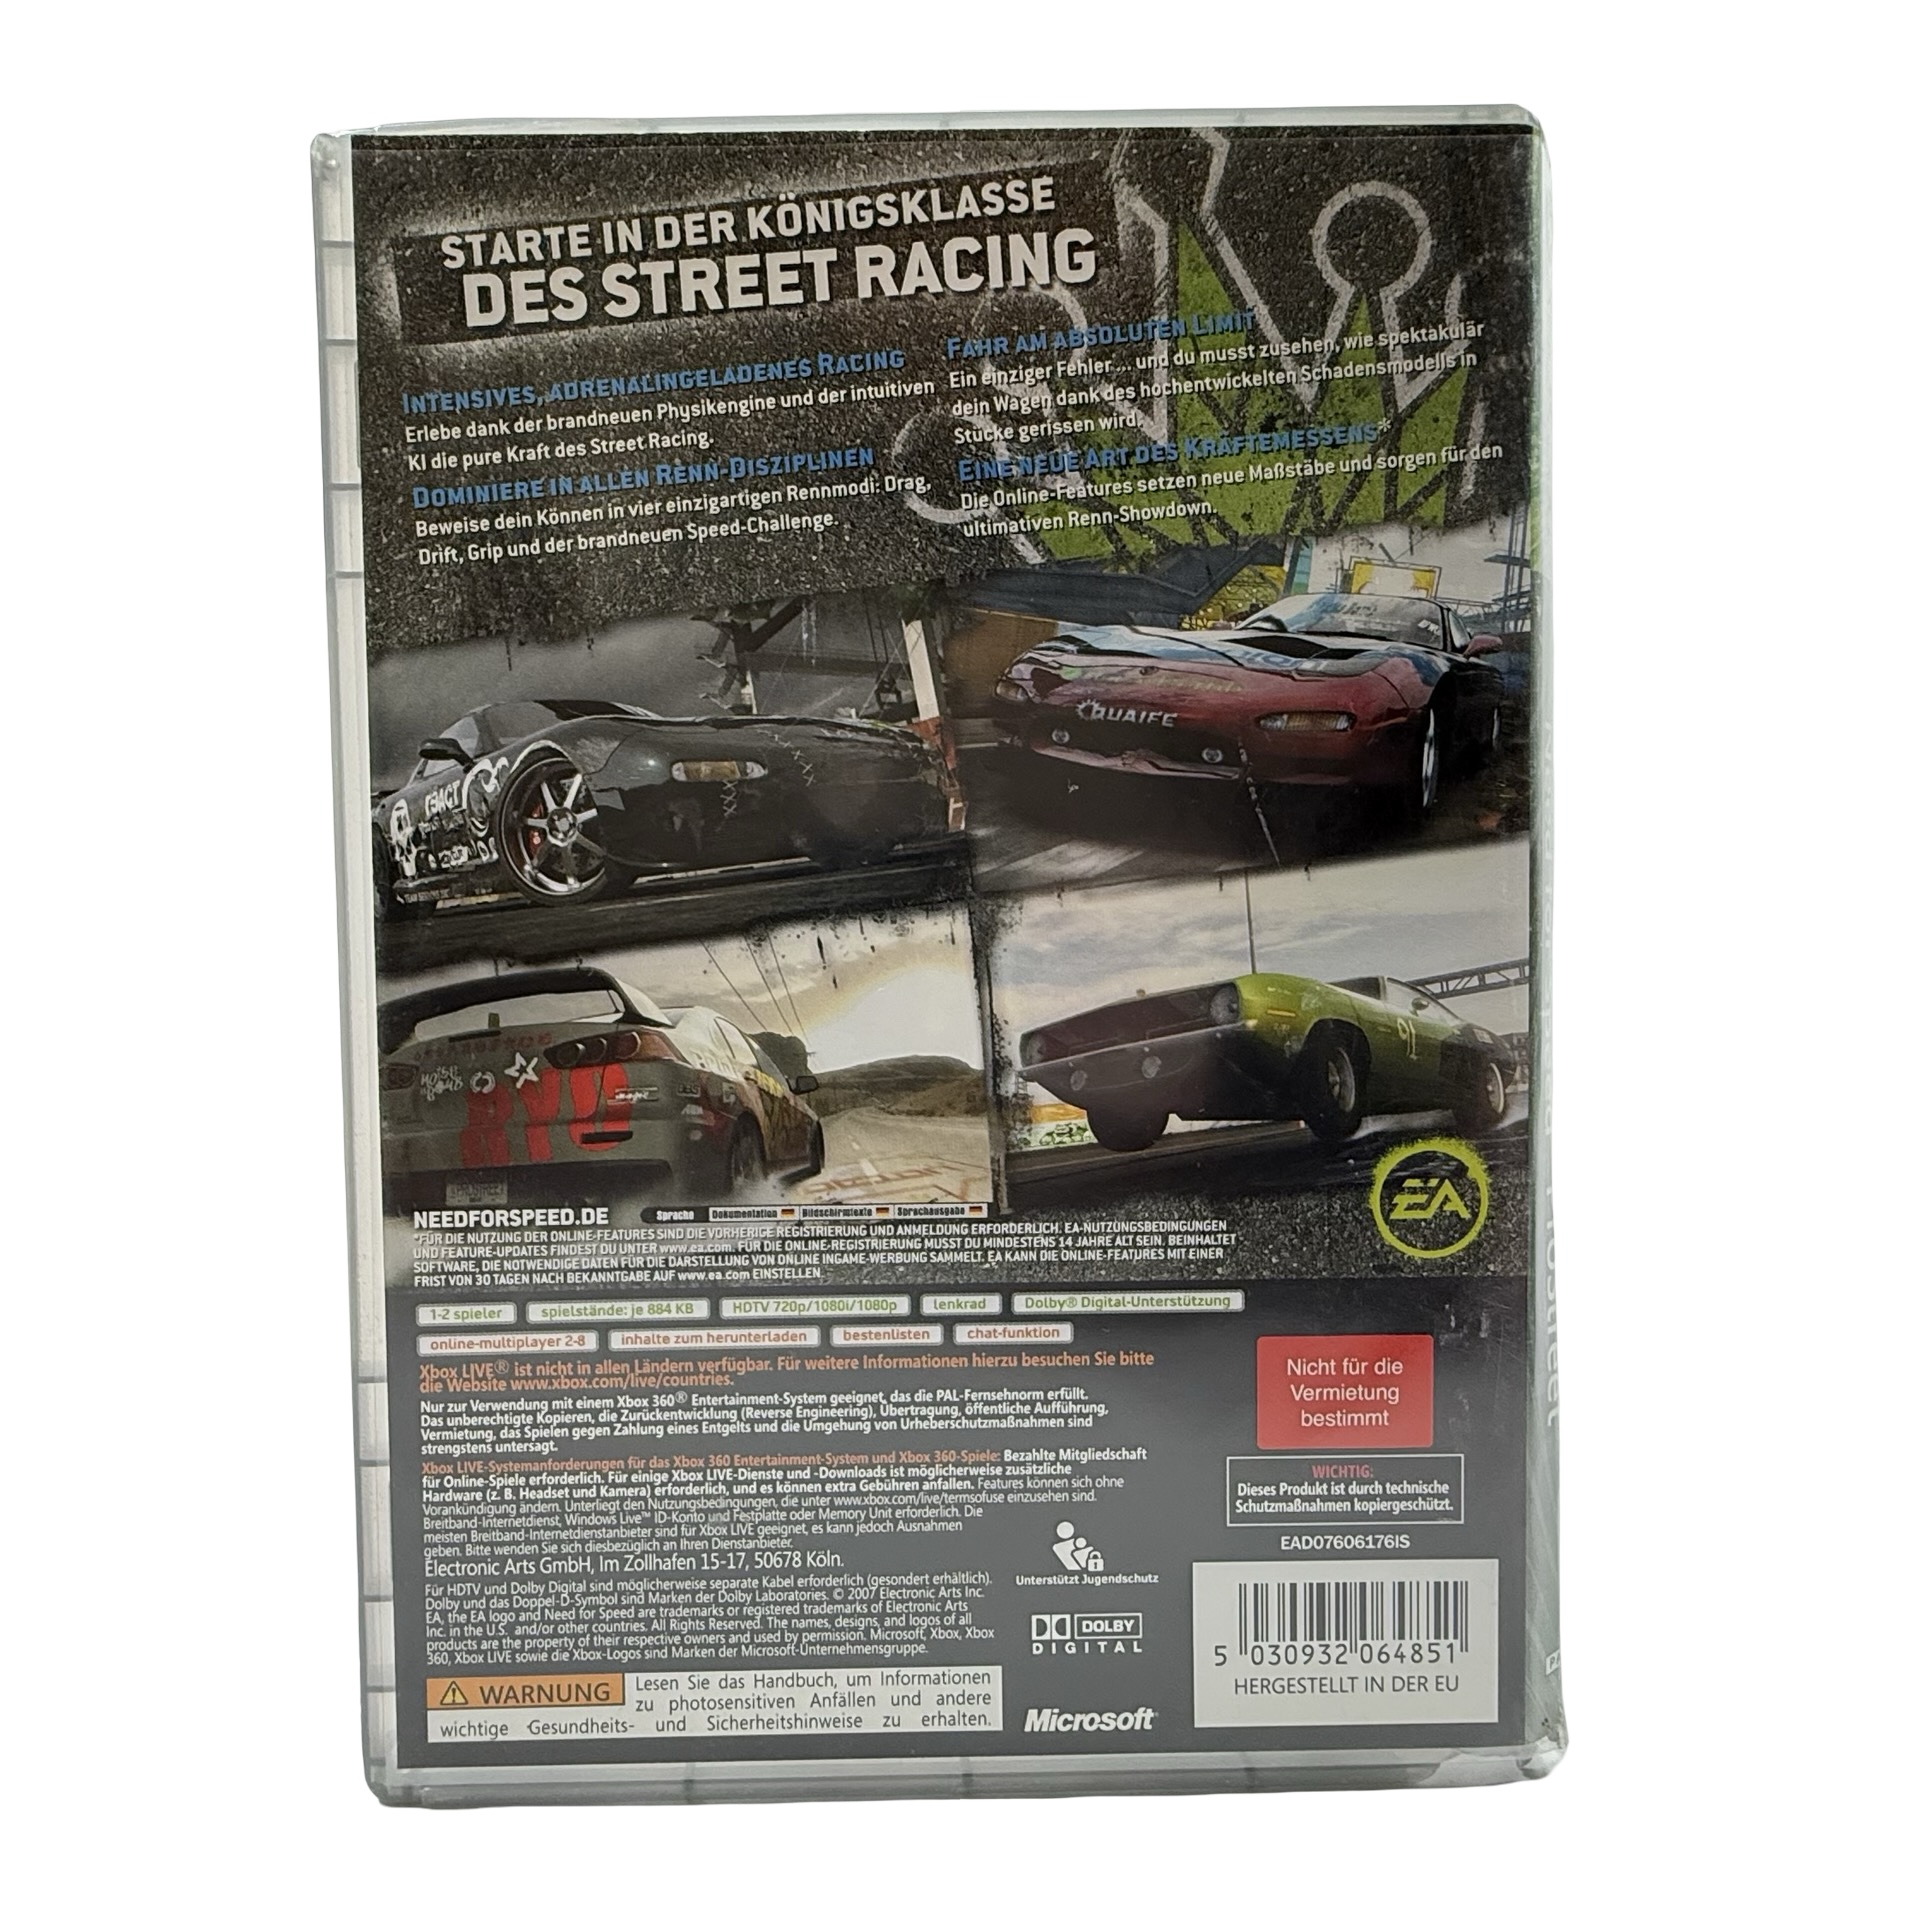 STARTE IN DER KÖNIGSKLASSE
DES STREET RACING
INTENSIVES, ADRENALINGELADENES RACING
Erlebe dank der brandneuen Physikengine und der intuitiven
KI die pure Kraft des Street Racing.
DOMINIERE IN ALLEN RENN-DISZIPLINEN
Beweise dein Können in vier einzigartigen Rennmodi: Drag,
Drift, Grip und der brandneuen Speed-Challenge.
FAHR AM ABSOLUTEN LIMIT
Ein einziger Fehler... und du musst zusehen, wie spektakulär
dein Wagen dank des hochentwickelten Schadensmodells in
Stücke gerissen wird.
EINE NEUE ART DES KRÄFTEMESSENS*
Die Online-Features setzen neue Maßstäbe und sorgen für den
ultimativen Renn-Showdown.
QUAIFE
RYO
91
EA
NEEDFORSPEED.DE
Sprache Dokumentation Bildschirmtexte Sprachausgabe
*FÜR DIE NUTZUNG DER ONLINE-FEATURES SIND DIE VORHERIGE REGISTRIERUNG UND ANMELDUNG ERFORDERLICH. EA-NUTZUNGSBEDINGUNGEN
UND FEATURE-UPDATES FINDEST DU UNTER www.ea.com. FÜR DIE ONLINE-REGISTRIERUNG MUSST DU MINDESTENS 14 JAHRE ALT SEIN. BEINHALTET
SOFTWARE, DIE NOTWENDIGE DATEN FÜR DIE DARSTELLUNG VON ONLINE INGAME-WERBUNG SAMMELT. EA KANN DIE ONLINE-FEATURES MIT EINER
FRIST VON 30 TAGEN NACH BEKANNTGABE AUF www.ea.com EINSTELLEN.
1-2 spieler
spielstände: je 884 KB
HDTV 720p/1080i/1080p
lenkrad
Dolby® Digital-Unterstützung
online-multiplayer 2-8
inhalte zum herunterladen
bestenlisten
chat-funktion
Xbox LIVE® ist nicht in allen Ländern verfügbar. Für weitere Informationen hierzu besuchen Sie bitte
die Website www.xbox.com/live/countries.
Nur zur Verwendung mit einem Xbox 360® Entertainment-System geeignet, das die PAL-Fernsehnorm erfüllt.
Das unberechtigte Kopieren, die Zurückentwicklung (Reverse Engineering), Übertragung, öffentliche Aufführung,
Vermietung, das Spielen gegen Zahlung eines Entgelts und die Umgehung von Urheberschutzmaßnahmen sind
strengstens untersagt.
Xbox LIVE-Systemanforderungen für das Xbox 360 Entertainment-System und Xbox 360-Spiele: Bezahlte Mitgliedschaft
für Online-Spiele erforderlich. Für einige Xbox LIVE-Dienste und -Downloads ist möglicherweise zusätzliche
Hardware (z. B. Headset und Kamera) erforderlich, und es können extra Gebühren anfallen. Features können sich ohne
Vorankündigung ändern. Unterliegt den Nutzungsbedingungen, die unter www.xbox.com/live/termsofuse einzusehen sind.
Breitband-Internetdienst, Windows Live™ ID-Konto und Festplatte oder Memory Unit erforderlich. Die
meisten Breitband-Internetdienstanbieter sind für Xbox LIVE geeignet, es kann jedoch Ausnahmen
geben. Bitte wenden Sie sich diesbezüglich an Ihren Dienstanbieter.
Electronic Arts GmbH, Im Zollhafen 15-17, 50678 Köln.
Für HDTV und Dolby Digital sind möglicherweise separate Kabel erforderlich (gesondert erhältlich).
Dolby und das Doppel-D-Symbol sind Marken der Dolby Laboratories. © 2007 Electronic Arts Inc.
EA, the EA logo and Need for Speed are trademarks or registered trademarks of Electronic Arts
Inc. in the U.S. and/or other countries. All Rights Reserved. The names, designs, and logos of all
products are the property of their respective owners and used by permission. Microsoft, Xbox, Xbox
360, Xbox LIVE sowie die Xbox-Logos sind Marken der Microsoft-Unternehmensgruppe.
WARNUNG Lesen Sie das Handbuch, um Informationen
zu photosensitiven Anfällen und andere
wichtige Gesundheits- und Sicherheitshinweise zu erhalten.
Nicht für die
Vermietung
bestimmt
WICHTIG:
Dieses Produkt ist durch technische
Schutzmaßnahmen kopiergeschützt.
EAD07606176IS
Unterstützt Jugendschutz
DOLBY
DIGITAL
Microsoft
5 030932 064851
HERGESTELLT IN DER EU